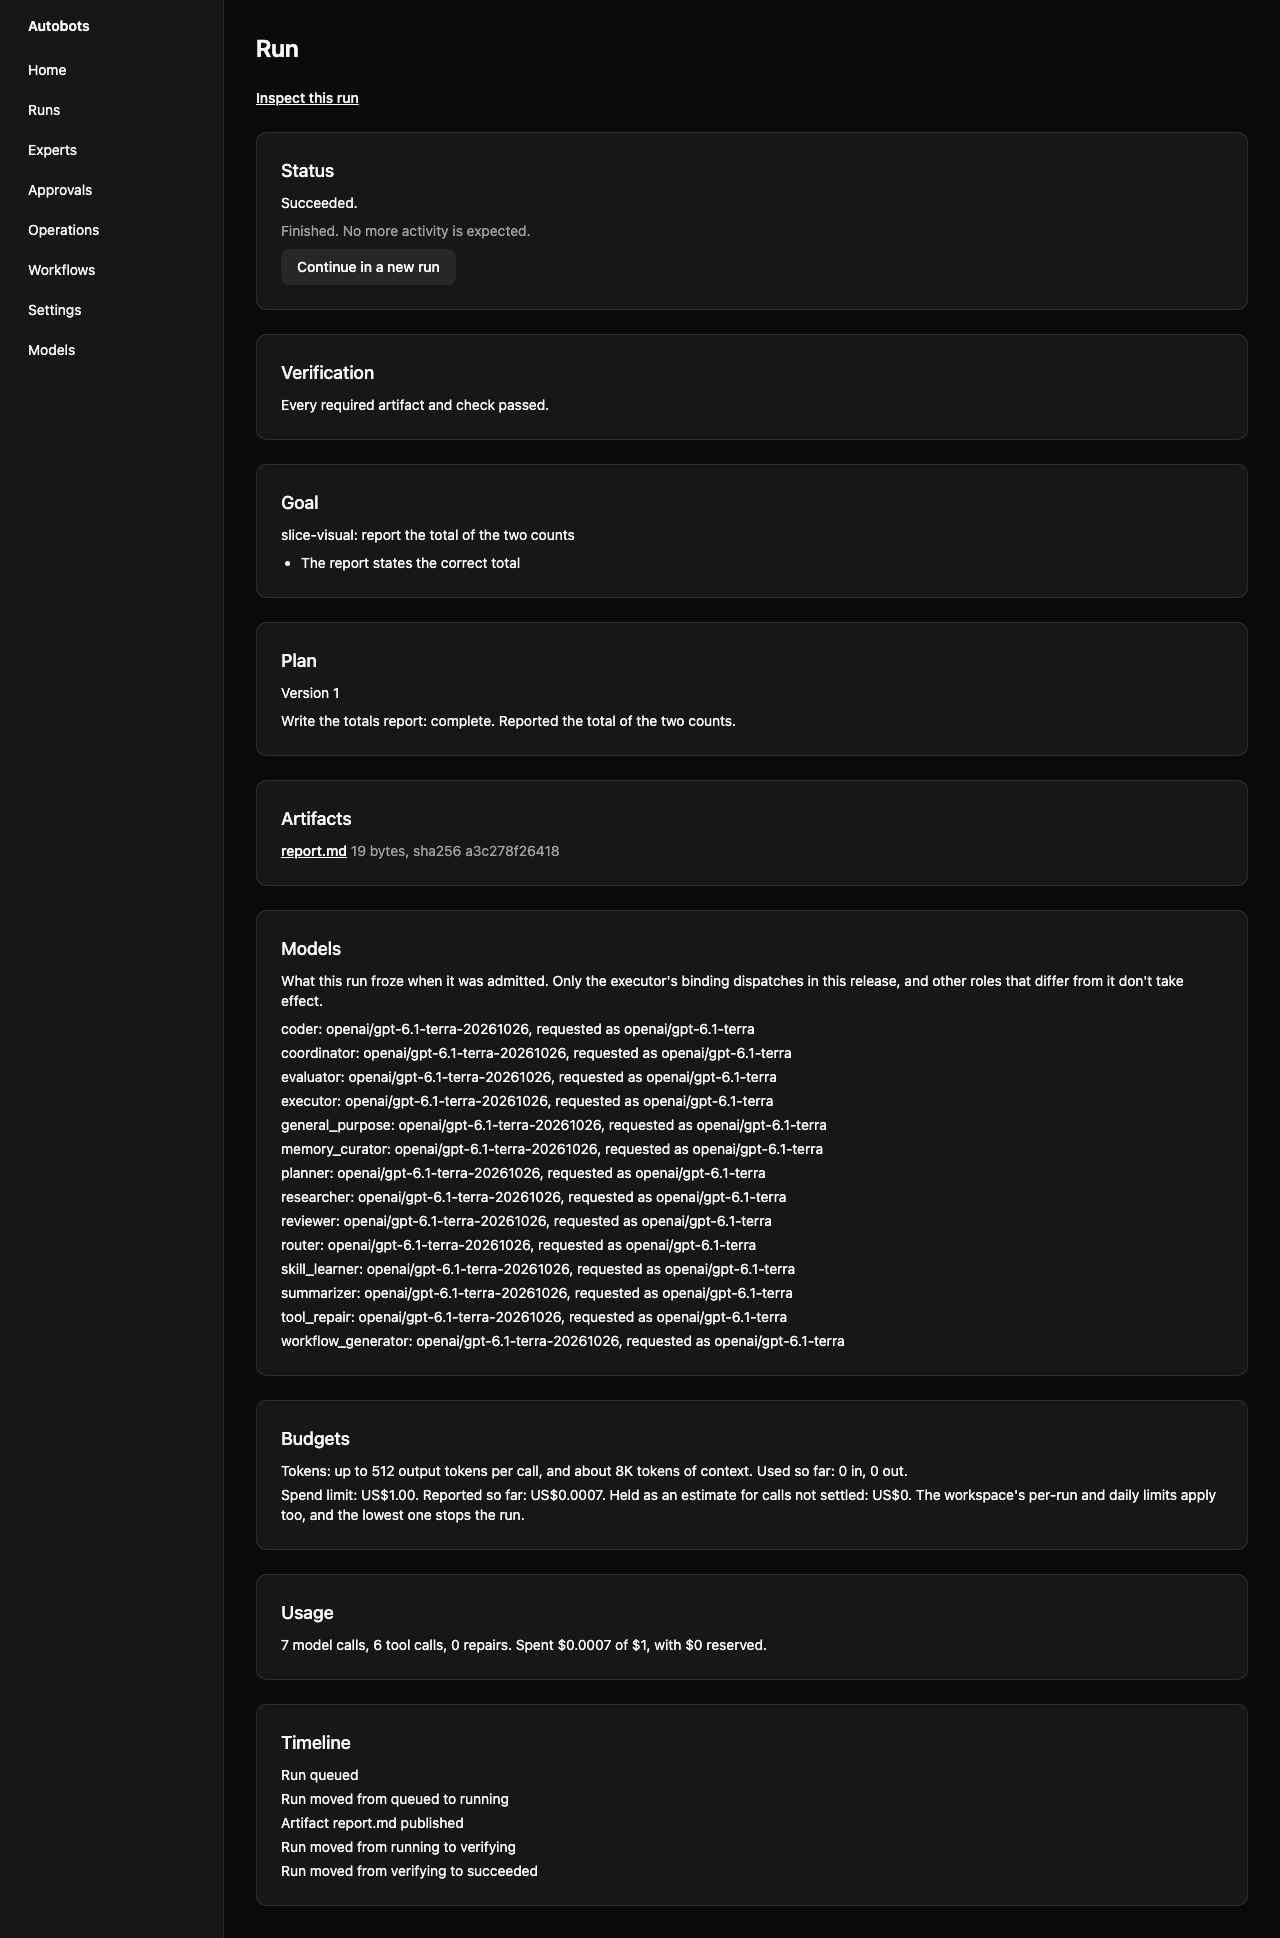 Autobots
Home
Runs
Experts
Approvals
Operations
Workflows
Settings
Models
Run
Inspect this run
Status
Succeeded.
Finished. No more activity is expected.
Continue in a new run
Verification
Every required artifact and check passed.
Goal
slice-visual: report the total of the two counts
• The report states the correct total
Plan
Version 1
Write the totals report: complete. Reported the total of the two counts.
Artifacts
report.md 19 bytes, sha256 a3c278f26418
Models
What this run froze when it was admitted. Only the executor's binding dispatches in this release, and other roles that differ from it don't take
effect.
coder: openai/gpt-6.1-terra-20261026, requested as openai/gpt-6.1-terra
coordinator: openai/gpt-6.1-terra-20261026, requested as openai/gpt-6.1-terra
evaluator: openai/gpt-6.1-terra-20261026, requested as openai/gpt-6.1-terra
executor: openai/gpt-6.1-terra-20261026, requested as openai/gpt-6.1-terra
general_purpose: openai/gpt-6.1-terra-20261026, requested as openai/gpt-6.1-terra
memory_curator: openai/gpt-6.1-terra-20261026, requested as openai/gpt-6.1-terra
planner: openai/gpt-6.1-terra-20261026, requested as openai/gpt-6.1-terra
researcher: openai/gpt-6.1-terra-20261026, requested as openai/gpt-6.1-terra
reviewer: openai/gpt-6.1-terra-20261026, requested as openai/gpt-6.1-terra
router: openai/gpt-6.1-terra-20261026, requested as openai/gpt-6.1-terra
skill_learner: openai/gpt-6.1-terra-20261026, requested as openai/gpt-6.1-terra
summarizer: openai/gpt-6.1-terra-20261026, requested as openai/gpt-6.1-terra
tool_repair: openai/gpt-6.1-terra-20261026, requested as openai/gpt-6.1-terra
workflow_generator: openai/gpt-6.1-terra-20261026, requested as openai/gpt-6.1-terra
Budgets
Tokens: up to 512 output tokens per call, and about 8K tokens of context. Used so far: 0 in, 0 out.
Spend limit: US$1.00. Reported so far: US$0.0007. Held as an estimate for calls not settled: US$0. The workspace's per-run and daily limits apply
too, and the lowest one stops the run.
Usage
7 model calls, 6 tool calls, 0 repairs. Spent $0.0007 of $1, with $0 reserved.
Timeline
Run queued
Run moved from queued to running
Artifact report.md published
Run moved from running to verifying
Run moved from verifying to succeeded